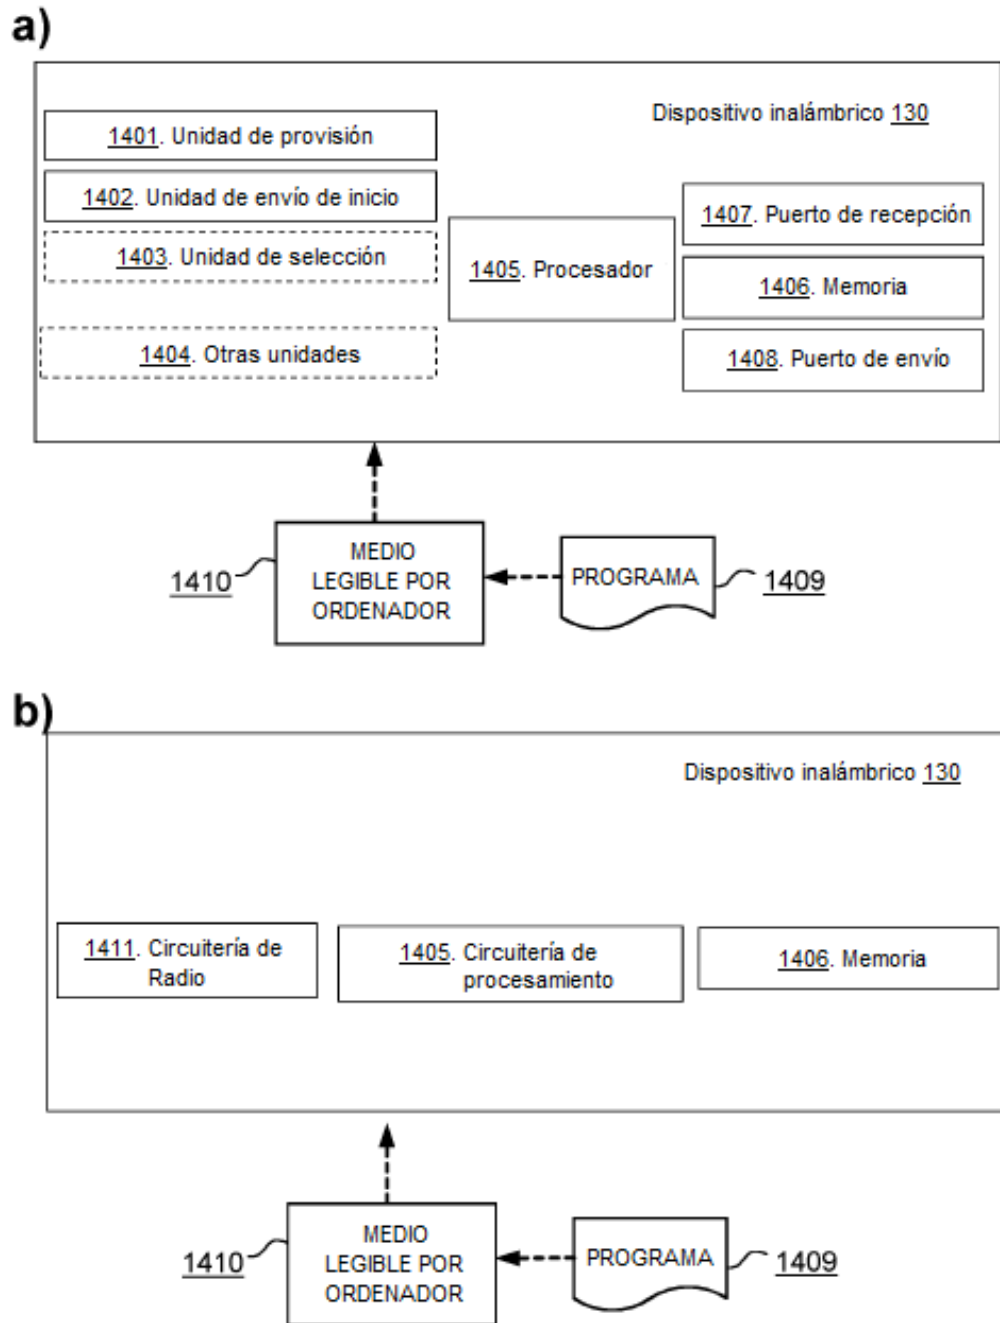 a)
Dispositivo inalámbrico 130
1401. Unidad de provisión
1402. Unidad de envío de inicio
1403. Unidad de selección
1404. Otras unidades
1405. Procesador
1407. Puerto de recepción
1406. Memoria
1408. Puerto de envío
1410
MEDIO
LEGIBLE POR
ORDENADOR
PROGRAMA
1409
b)
Dispositivo inalámbrico 130
1411. Circuitería de
Radio
1405. Circuitería de
procesamiento
1406. Memoria
1410
MEDIO
LEGIBLE POR
ORDENADOR
PROGRAMA
1409